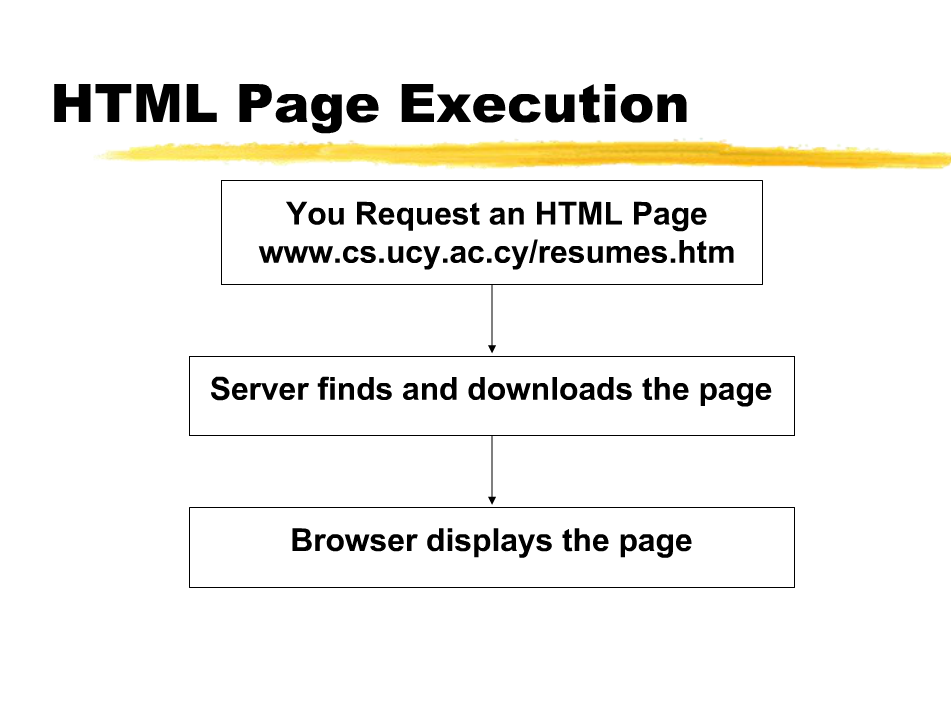 HTML Page Execution
You Request an HTML Page
www.cs.ucy.ac.cy/resumes.htm
Server finds and downloads the page
Browser displays the page